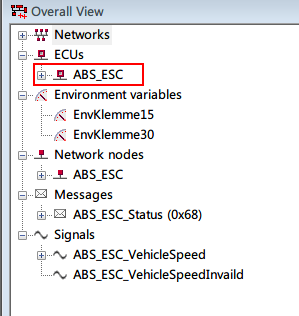 Overall View
Networks
ECUs
ABS_ESC
Environment variables
EnvKlemme15
EnvKlemme30
Network nodes
ABS_ESC
Messages
ABS_ESC_Status (0x68)
Signals
ABS_ESC_VehicleSpeed
ABS_ESC_VehicleSpeedInvaild